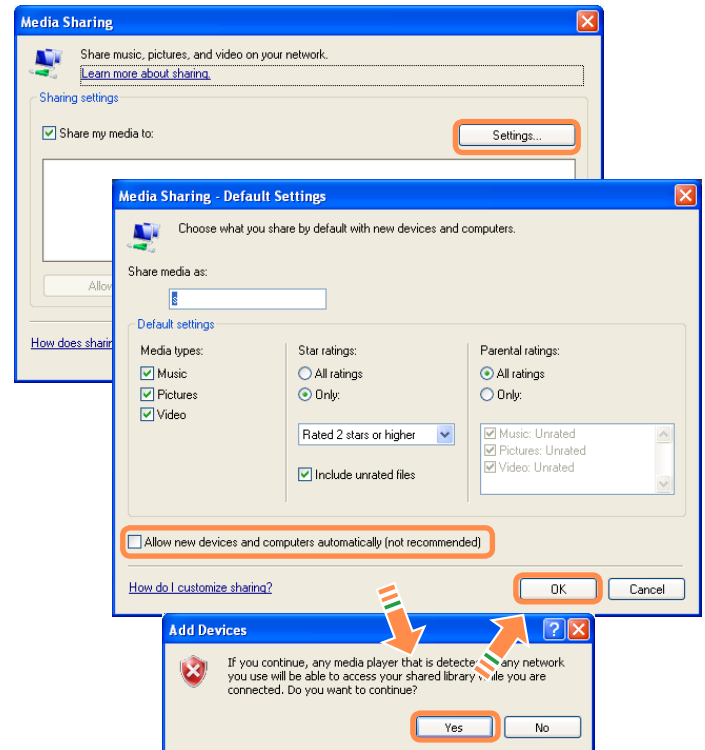 Media Sharing
Share music, pictures, and video on your network.
Learn more about sharing.
Sharing settings
Share my media to:
Settings...
Allow
How does sharin
Media Sharing - Default Settings
Choose what you share by default with new devices and computers.
Share media as:
s
Default settings
Media types:
Music
Pictures
Video
Star ratings:
All ratings
Only:
Rated 2 stars or higher
Include unrated files
Parental ratings:
All ratings
Only:
Music: Unrated
Pictures: Unrated
Video: Unrated
Allow new devices and computers automatically (not recommended)
How do I customize sharing?
OK
Cancel
Add Devices
If you continue, any media player that is detecte any network
you use will be able to access your shared library while you are
connected. Do you want to continue?
Yes
No